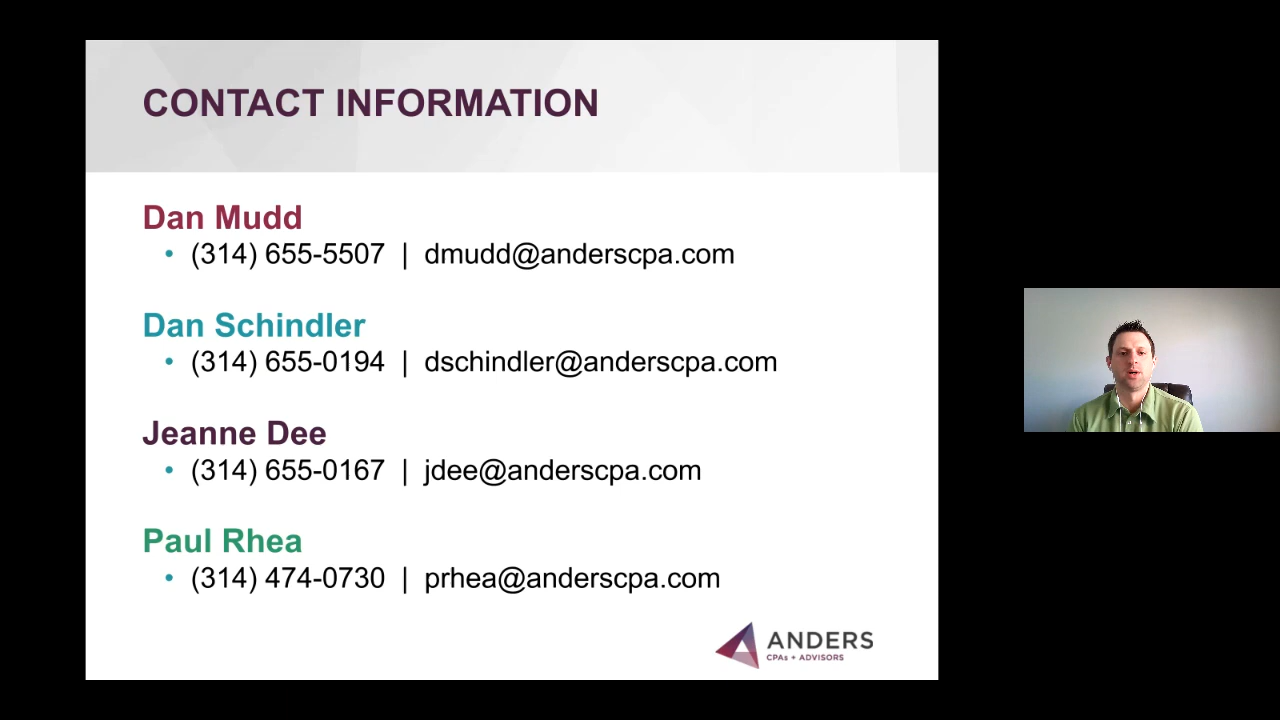 CONTACT INFORMATION
Dan Mudd
• (314) 655-5507 | dmudd@anderscpa.com
Dan Schindler
• (314) 655-0194 | dschindler@anderscpa.com
Jeanne Dee
• (314) 655-0167 | jdee@anderscpa.com
Paul Rhea
• (314) 474-0730 | prhea@anderscpa.com
ANDERS
CPAs + ADVISORS